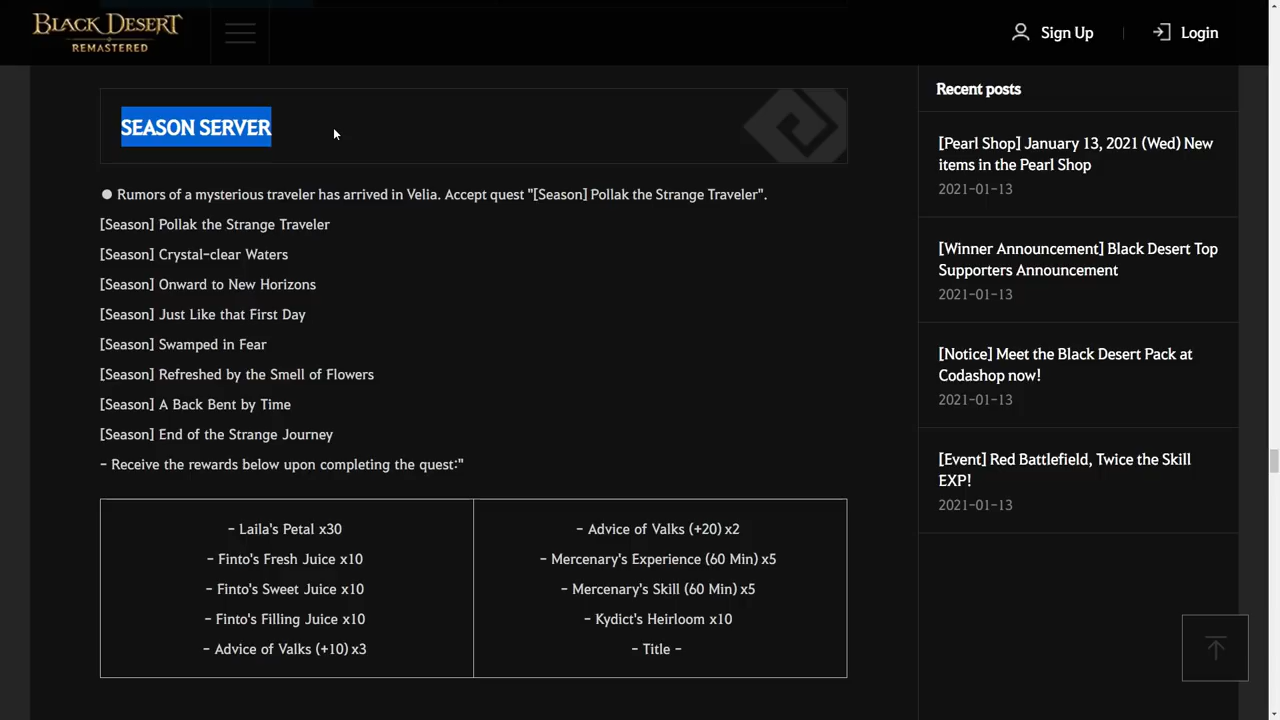 BLACK DESERT
REMASTERED
Sign Up
Login
SEASON SERVER
● Rumors of a mysterious traveler has arrived in Velia. Accept quest "[Season] Pollak the Strange Traveler".
[Season] Pollak the Strange Traveler
[Season] Crystal-clear Waters
[Season] Onward to New Horizons
[Season] Just Like that First Day
[Season] Swamped in Fear
[Season] Refreshed by the Smell of Flowers
[Season] A Back Bent by Time
[Season] End of the Strange Journey
- Receive the rewards below upon completing the quest:"
- Laila's Petal x30
- Finto's Fresh Juice x10
- Finto's Sweet Juice x10
- Finto's Filling Juice x10
- Advice of Valks (+10) x3
- Advice of Valks (+20) x2
- Mercenary's Experience (60 Min) x5
- Mercenary's Skill (60 Min) x5
- Kydict's Heirloom x10
- Title -
Recent posts
[Pearl Shop] January 13, 2021 (Wed) New
items in the Pearl Shop
2021-01-13
[Winner Announcement] Black Desert Top
Supporters Announcement
2021-01-13
[Notice] Meet the Black Desert Pack at
Codashop now!
2021-01-13
[Event] Red Battlefield, Twice the Skill
EXP!
2021-01-13